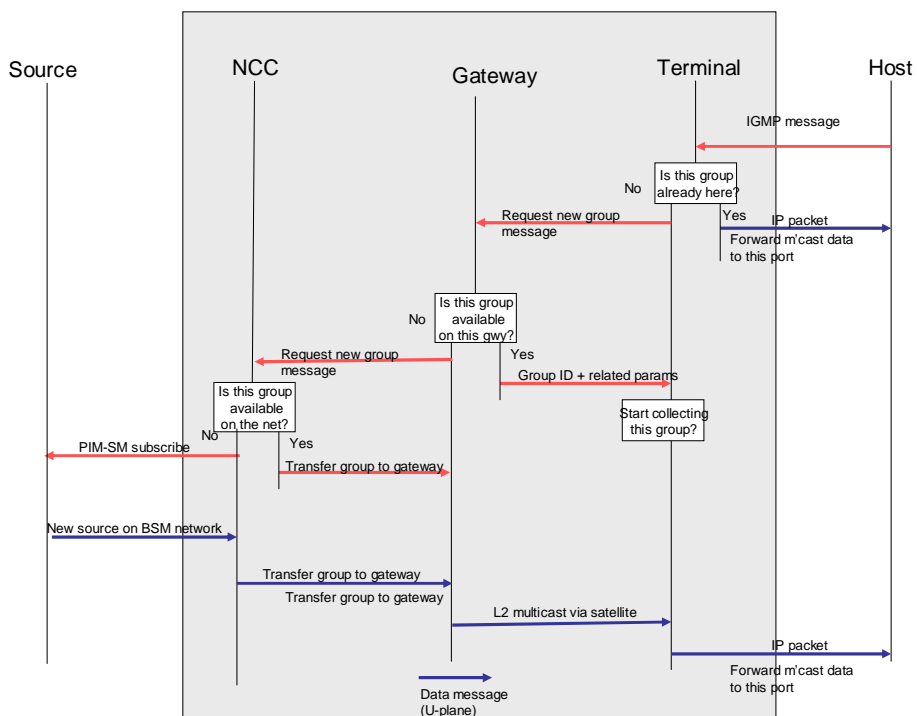 Source
NCC
Gateway
Terminal
Host
IGMP message
Is this group
already here?
No
Yes
Request new group
message
IP packet
Forward m'cast data
to this port
Is this group
available
on this gwy?
No
Yes
Request new group
message
Group ID + related params
Is this group
available
on the net?
Start collecting
this group?
No
Yes
PIM-SM subscribe
Transfer group to gateway
New source on BSM network
Transfer group to gateway
Transfer group to gateway
L2 multicast via satellite
IP packet
Forward m'cast data
to this port
Data message
(U-plane)